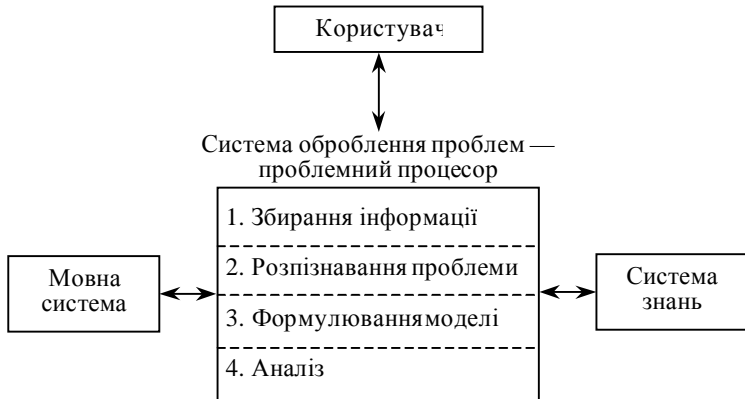 Користувач
Система оброблення проблем —
проблемний процесор
1. Збирання інформації
2. Розпізнавання проблеми
3. Формулювання моделі
4. Аналіз
Мовна
система
Система
знань